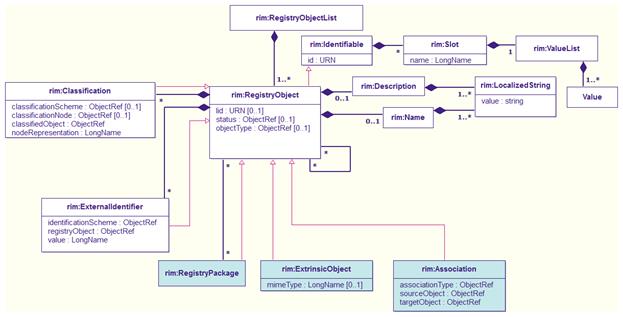 rim:RegistryObjectList
1..*
rim:Identifiable
id : URN
*
rim:Slot
name : LongName
1
rim:ValueList
1..*
Value
rim:Classification
classificationScheme : ObjectRef [0..1]
classificationNode : ObjectRef [0..1]
classifiedObject : ObjectRef
nodeRepresentation : LongName
*
rim:RegistryObject
lid : URN [0..1]
status : ObjectRef [0..1]
objectType : ObjectRef [0..1]
0..1
rim:Description
1..*
rim:LocalizedString
value : string
0..1
rim:Name
1..*
*
*
*
*
rim:ExternalIdentifier
identificationScheme : ObjectRef
registryObject : ObjectRef
value : LongName
*
rim:RegistryPackage
rim:ExtrinsicObject
mimeType : LongName [0..1]
rim:Association
associationType : ObjectRef
sourceObject : ObjectRef
targetObject : ObjectRef